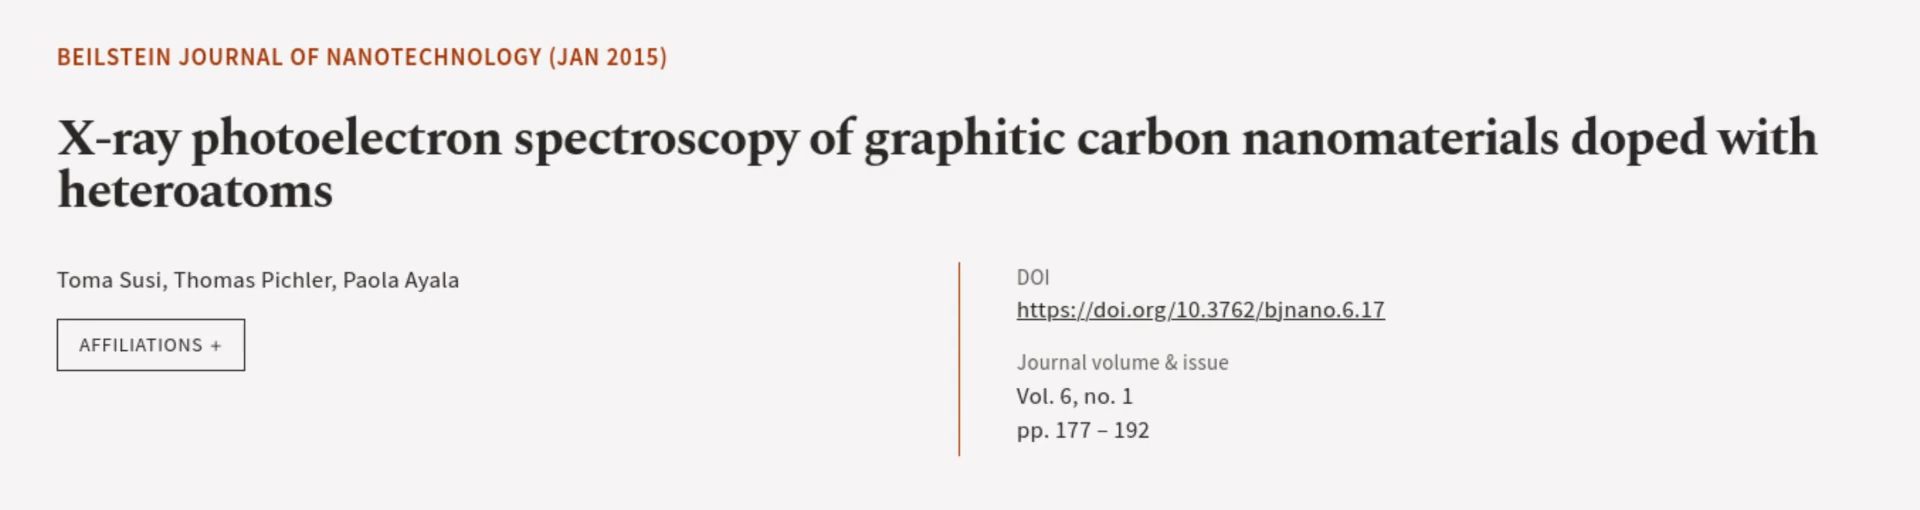 BEILSTEIN JOURNAL OF NANOTECHNOLOGY (JAN 2015)
X-ray photoelectron spectroscopy of graphitic carbon nanomaterials doped with
heteroatoms
Toma Susi, Thomas Pichler, Paola Ayala
AFFILIATIONS +
DOI
https://doi.org/10.3762/bjnano.6.17
Journal volume & issue
Vol. 6, no. 1
pp. 177 – 192